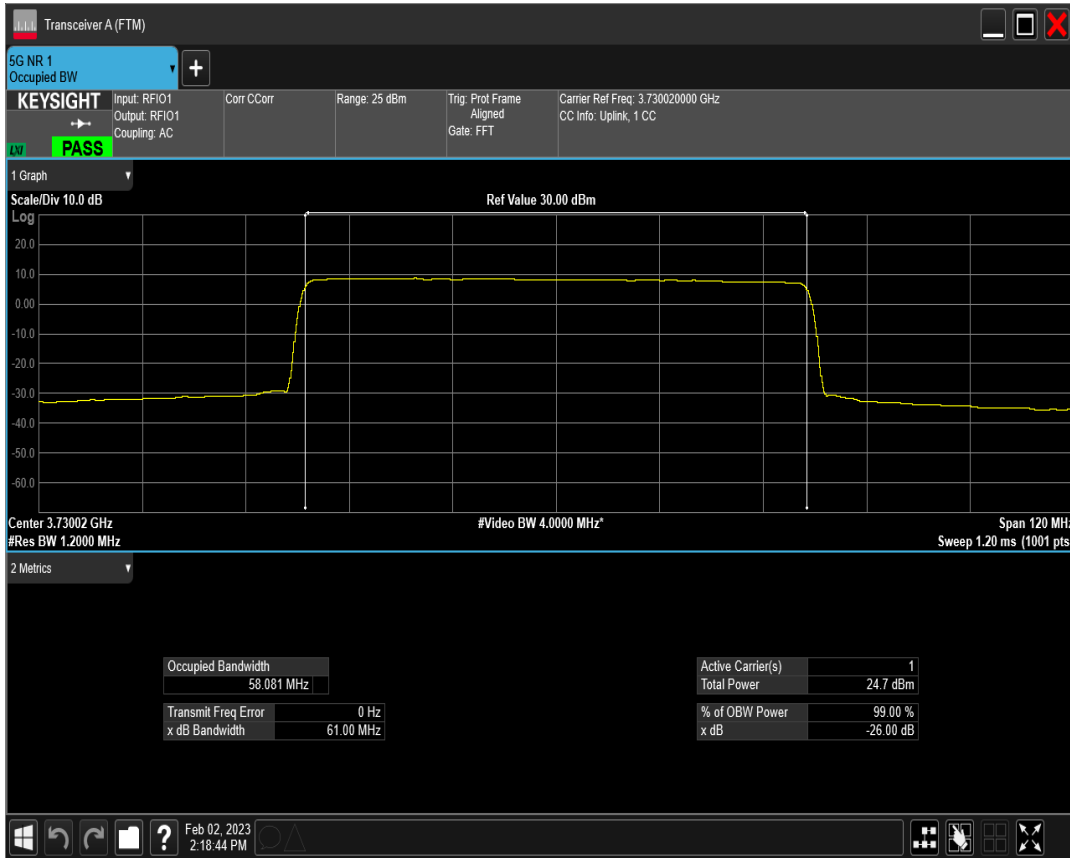 Transceiver A (FTM)
5G NR 1
Occupied BW
+
KEYSIGHT
Input: RFIO1
Output: RFIO1
Coupling: AC
Corr CCorr
Range: 25 dBm
Trig: Prot Frame
Aligned
Gate: FFT
Carrier Ref Freq: 3.730020000 GHz
CC Info: Uplink, 1 CC
LXI
PASS
1 Graph
Scale/Div 10.0 dB
Ref Value 30.00 dBm
Log
20.0
10.0
0.00
-10.0
-20.0
-30.0
-40.0
-50.0
-60.0
Center 3.73002 GHz
#Video BW 4.0000 MHz*
Span 120 MHz
#Res BW 1.2000 MHz
Sweep 1.20 ms (1001 pts
2 Metrics
Occupied Bandwidth
58.081 MHz
Transmit Freq Error 0 Hz
x dB Bandwidth 61.00 MHz
Active Carrier(s) 1
Total Power 24.7 dBm
% of OBW Power 99.00 %
x dB -26.00 dB
?
Feb 02, 2023
2:18:44 PM